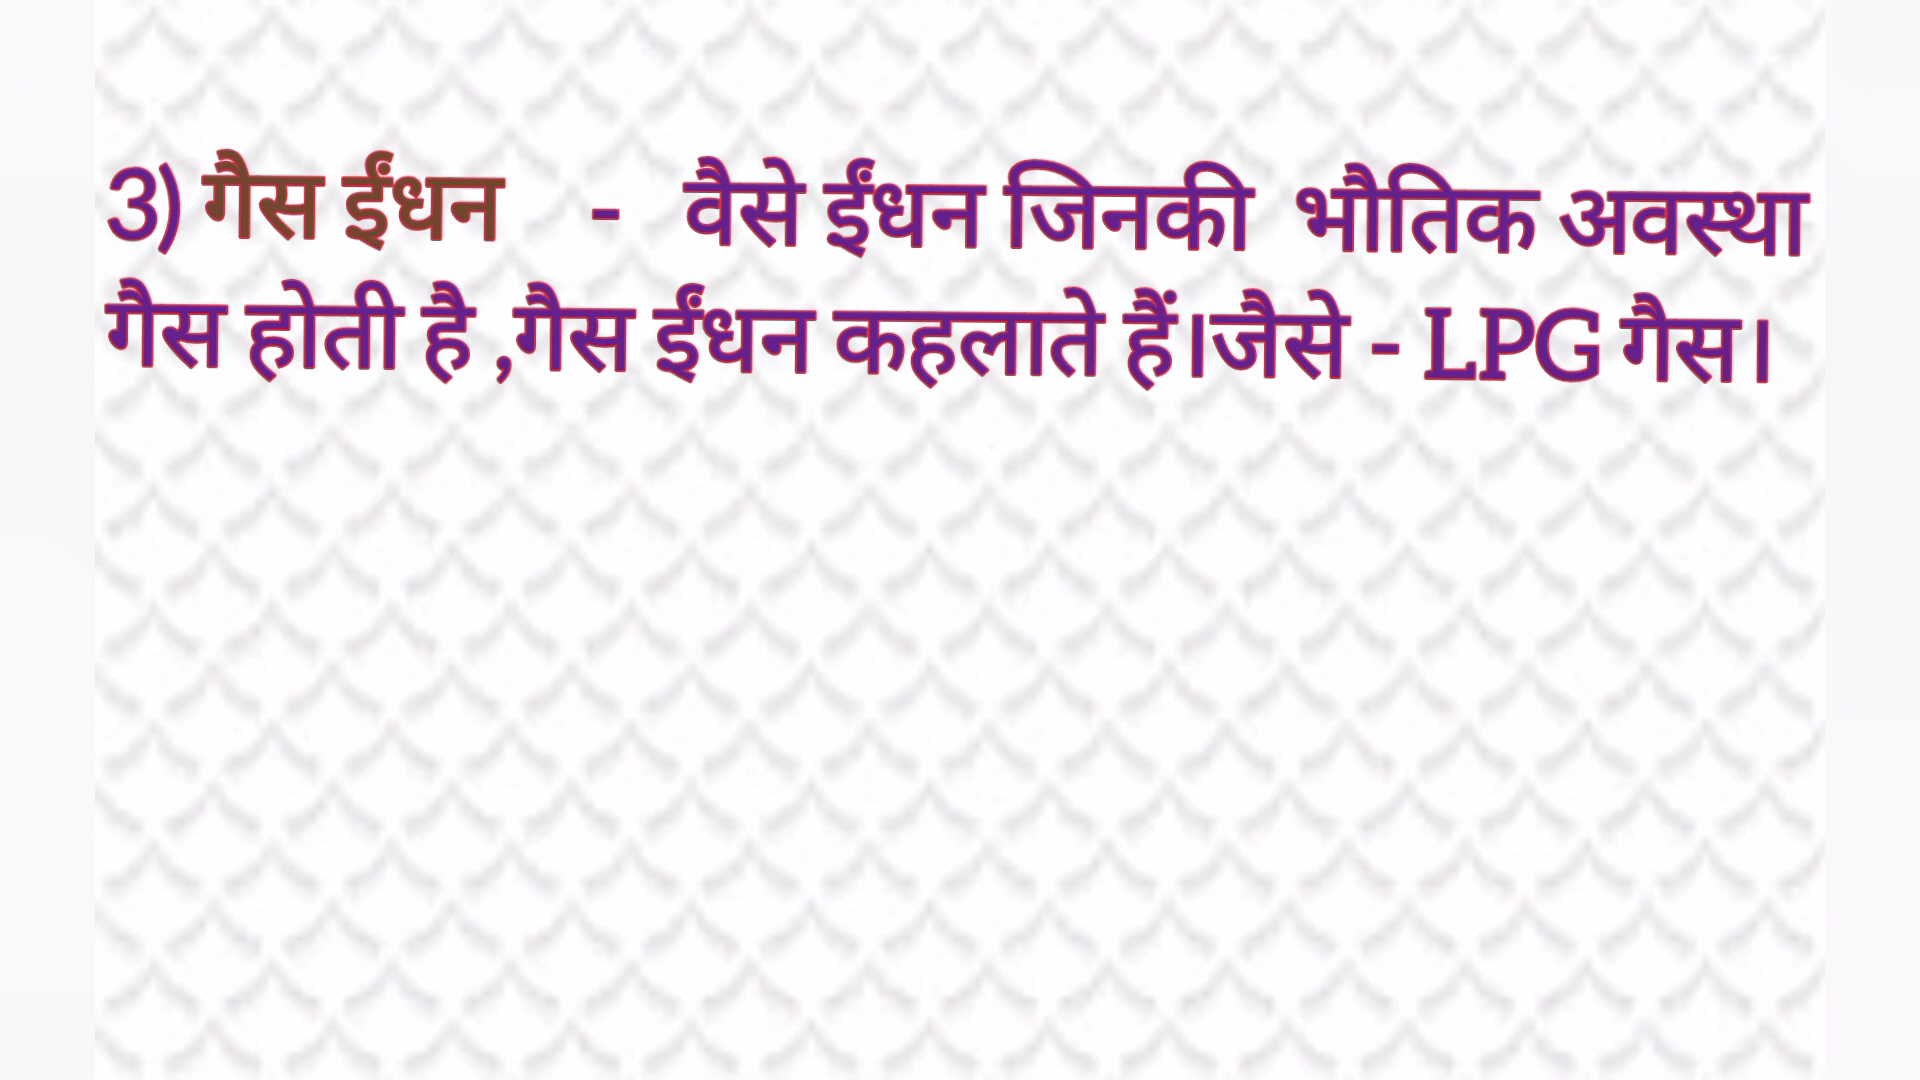 3) गैस ईंधन - वैसे ईंधन जिनकी भौतिक अवस्था
गैस होती है ,गैस ईंधन कहलाते हैं।जैसे - LPG गैस।